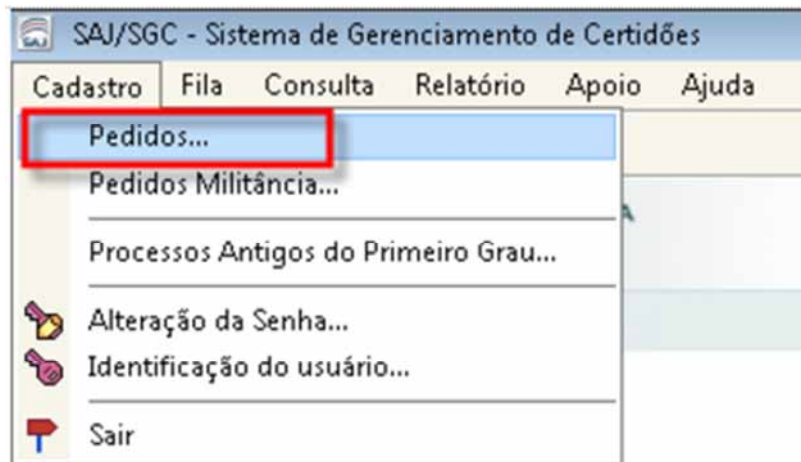 SAJ SAJ/SGC - Sistema de Gerenciamento de Certidões
Cadastro Fila Consulta Relatório Apoio Ajuda
Pedidos...
Pedidos Militância...
A
Processos Antigos do Primeiro Grau...
Alteração da Senha...
Identificação do usuário...
Sair